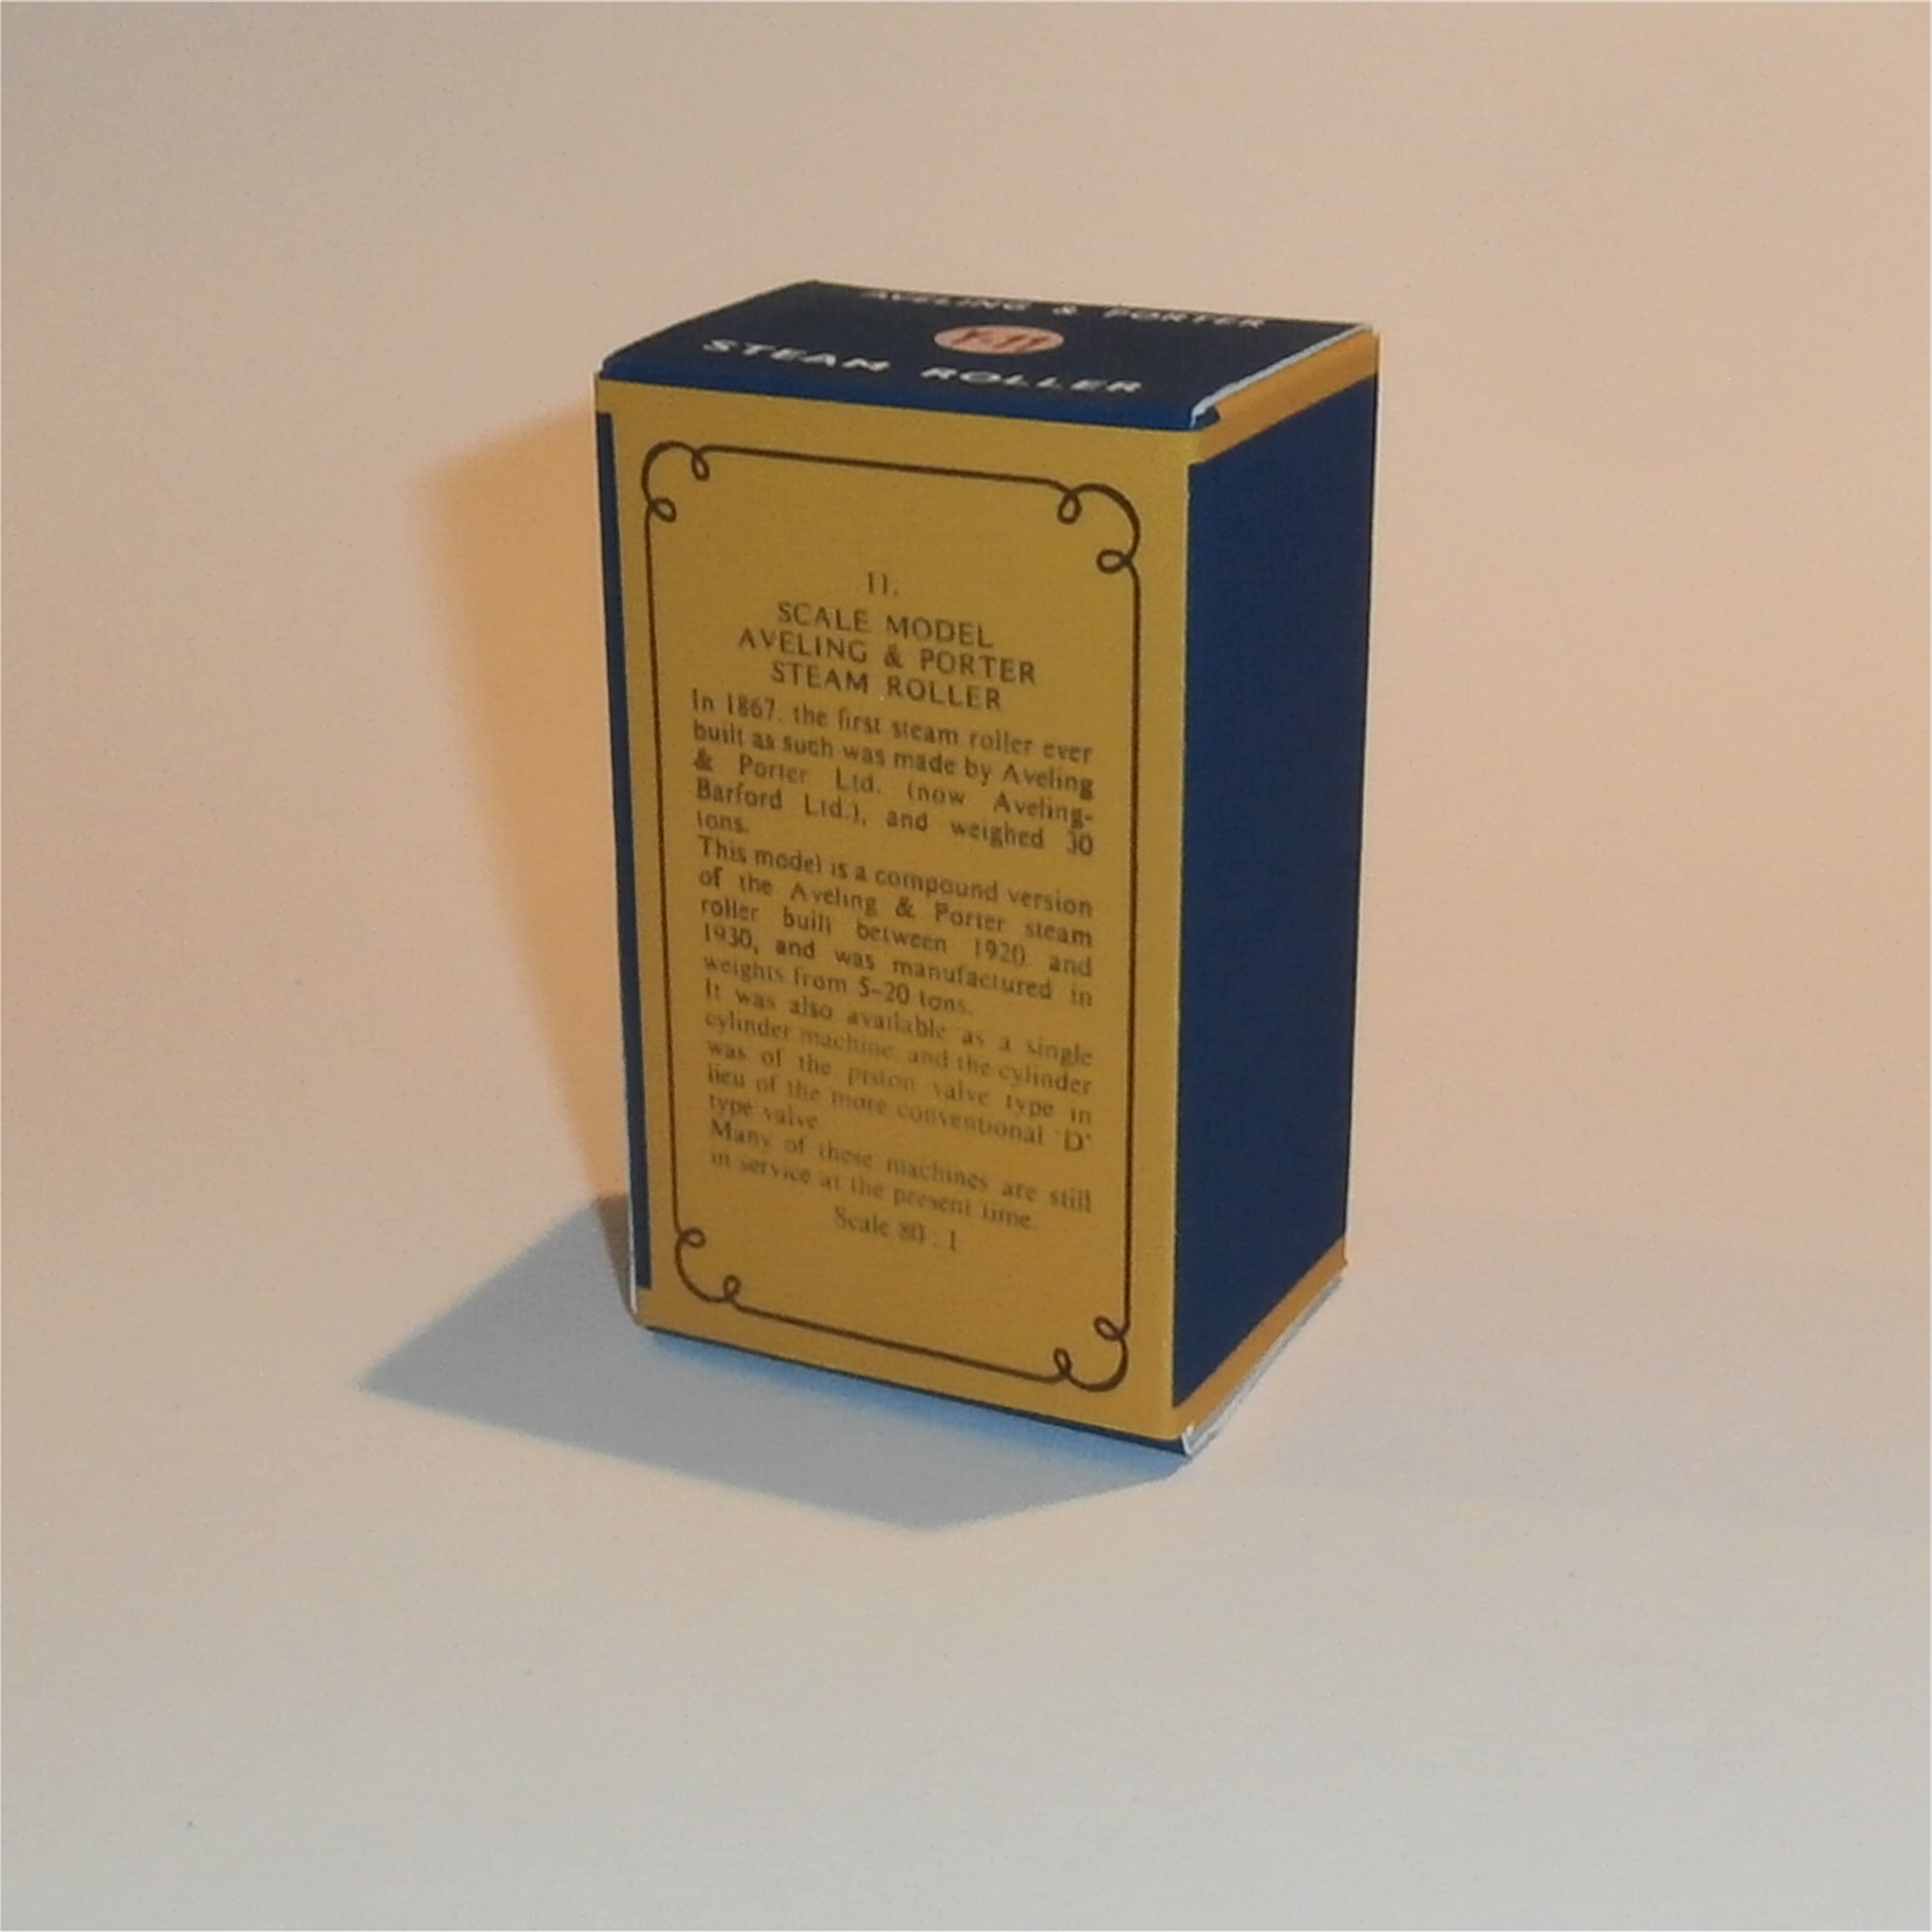 AVELING & PORTER
Y-11
STEAM ROLLER
11.
SCALE MODEL
AVELING & PORTER
STEAM ROLLER
In 1867, the first steam roller ever
built as such was made by Aveling
& Porter Ltd. (now Aveling-
Barford Ltd.), and weighed 30
tons.
This model is a compound version
of the Aveling & Porter steam
roller built between 1920 and
1930, and was manufactured in
weights from 5-20 tons.
It was also available as a single
cylinder machine, and the cylinder
was of the piston valve type in
lieu of the more conventional 'D'
type valve.
Many of these machines are still
in service at the present time.
Scale 80 : 1